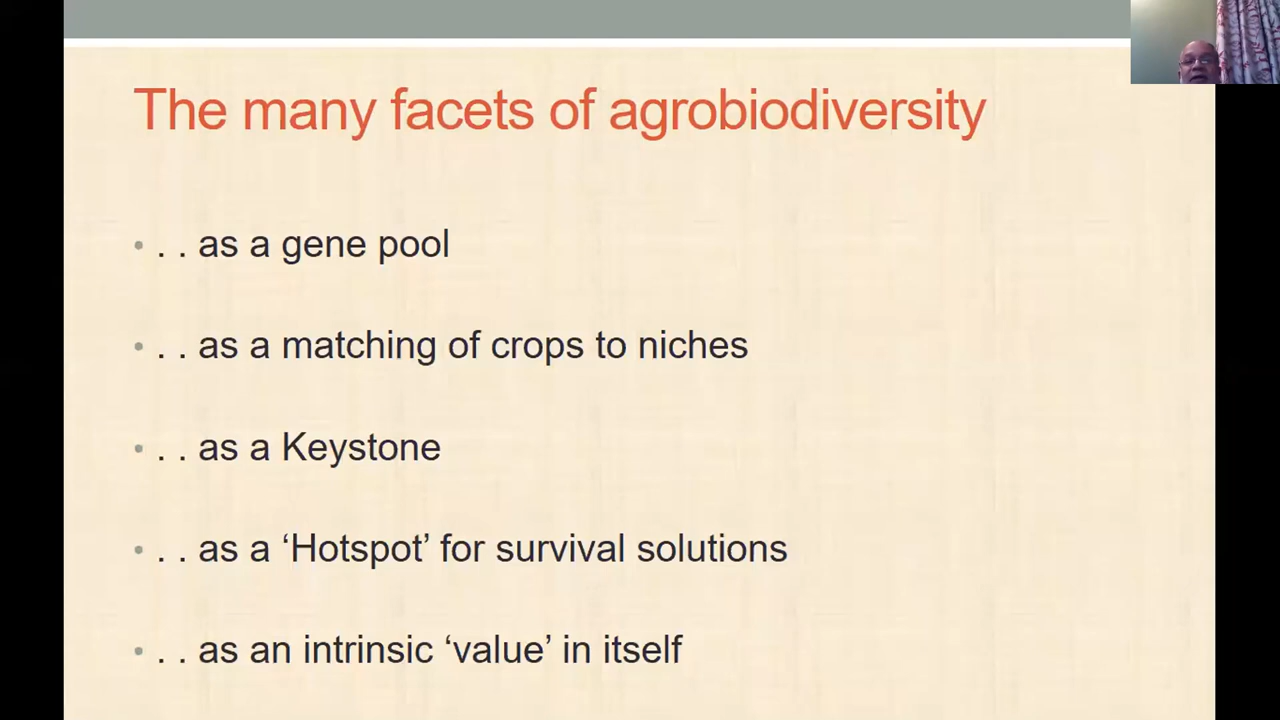 The many facets of agrobiodiversity
• . . as a gene pool
• . . as a matching of crops to niches
• . . as a Keystone
• . . as a ‘Hotspot’ for survival solutions
• . . as an intrinsic ‘value’ in itself